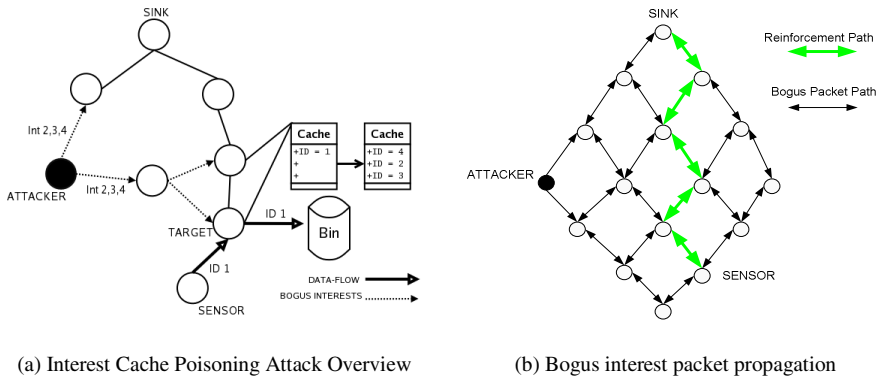 SINK
Int 2,3,4
ATTACKER
Int 2,3,4
Cache
+ID = 1
+
+
Cache
+ID = 4
+ID = 2
+ID = 3
TARGET
ID 1
Bin
ID 1
SENSOR
DATA-FLOW
BOGUS INTERESTS
(a) Interest Cache Poisoning Attack Overview
SINK
Reinforcement Path
Bogus Packet Path
ATTACKER
SENSOR
(b) Bogus interest packet propagation